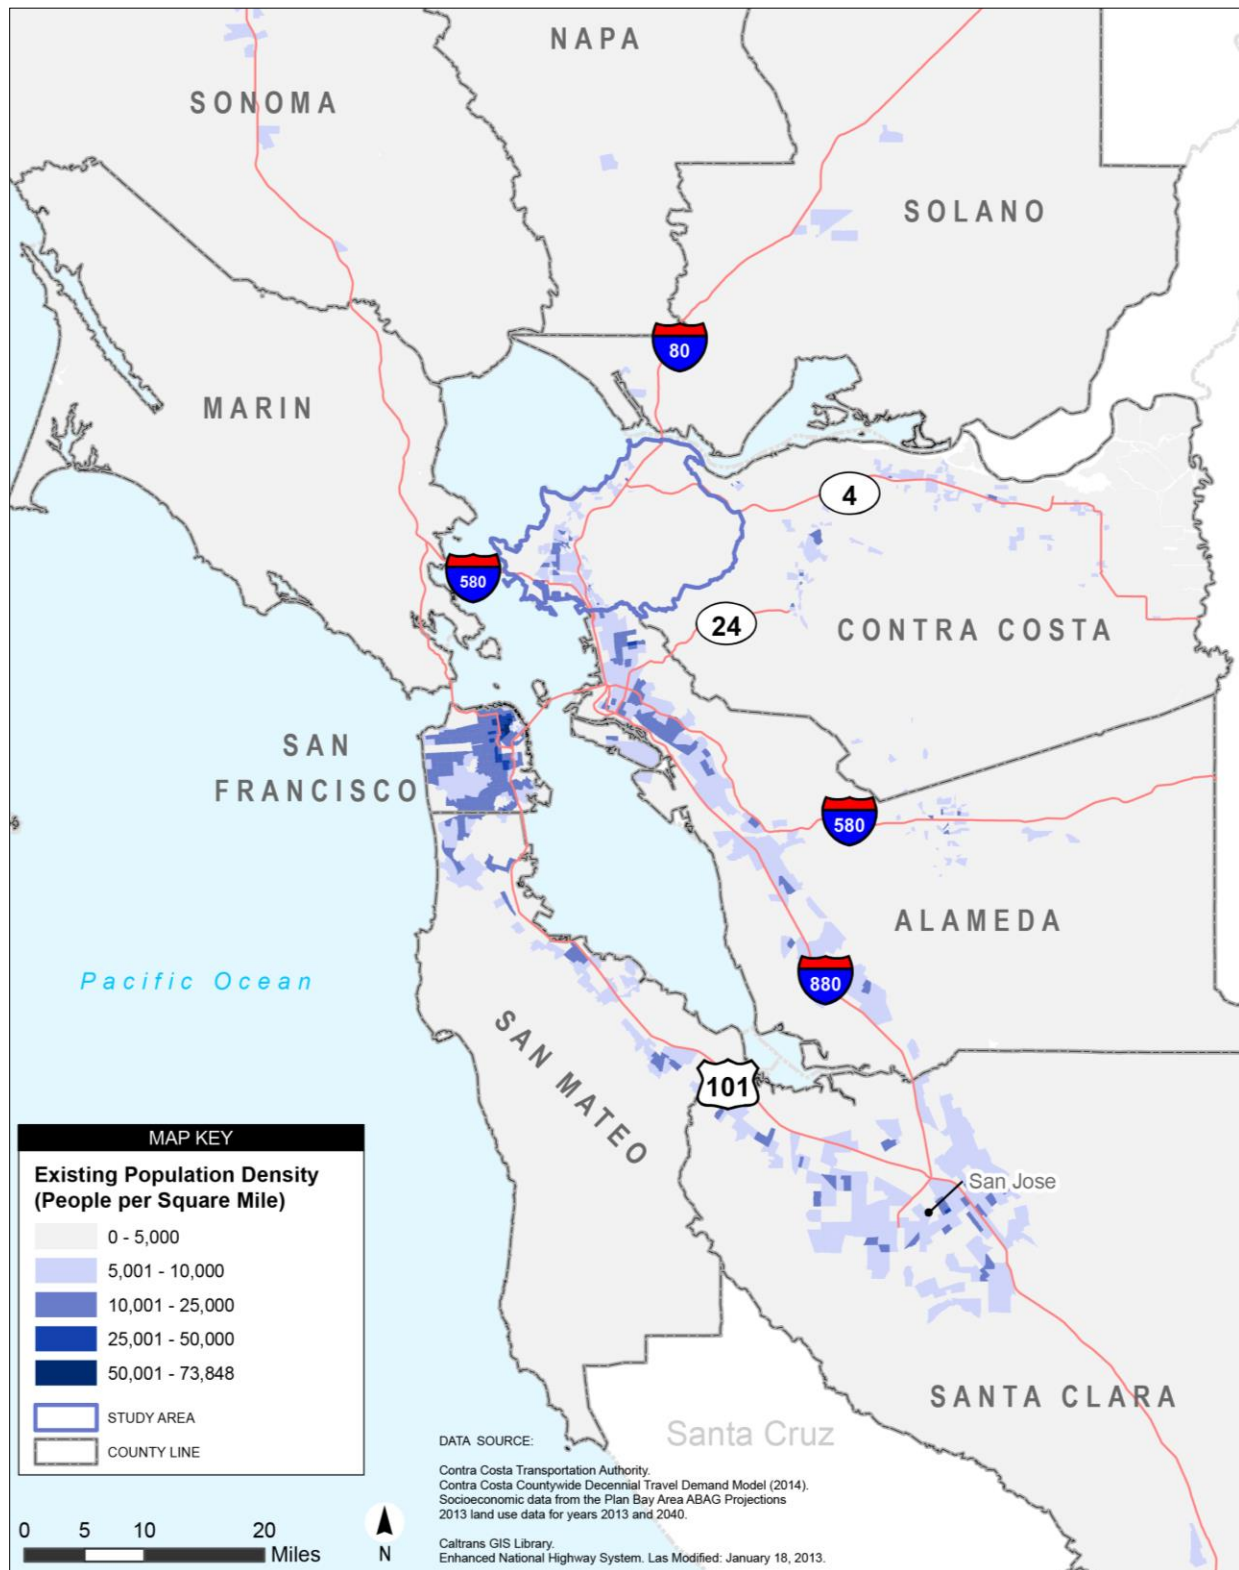 NAPA
SONOMA
SOLANO
80
MARIN
4
580
24
CONTRA COSTA
SAN
FRANCISCO
580
ALAMEDA
Pacific Ocean
880
SAN MATEO
101
San Jose
MAP KEY
Existing Population Density
(People per Square Mile)
0 - 5,000
5,001 - 10,000
10,001 - 25,000
25,001 - 50,000
50,001 - 73,848
STUDY AREA
COUNTY LINE
SANTA CLARA
Santa Cruz
DATA SOURCE:
Contra Costa Transportation Authority.
Contra Costa Countywide Decennial Travel Demand Model (2014).
Socioeconomic data from the Plan Bay Area ABAG Projections
2013 land use data for years 2013 and 2040.
Caltrans GIS Library.
Enhanced National Highway System. Las Modified: January 18, 2013.
0 5 10 20
Miles
N